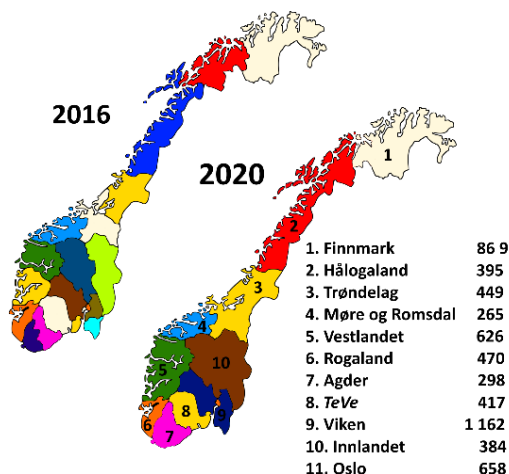 2016
2020
1
2
3
4
5
10
6
7
8
9
1. Finnmark 86 9
2. Hålogaland 395
3. Trøndelag 449
4. Møre og Romsdal 265
5. Vestlandet 626
6. Rogaland 470
7. Agder 298
8. TeVe 417
9. Viken 1 162
10. Innlandet 384
11. Oslo 658